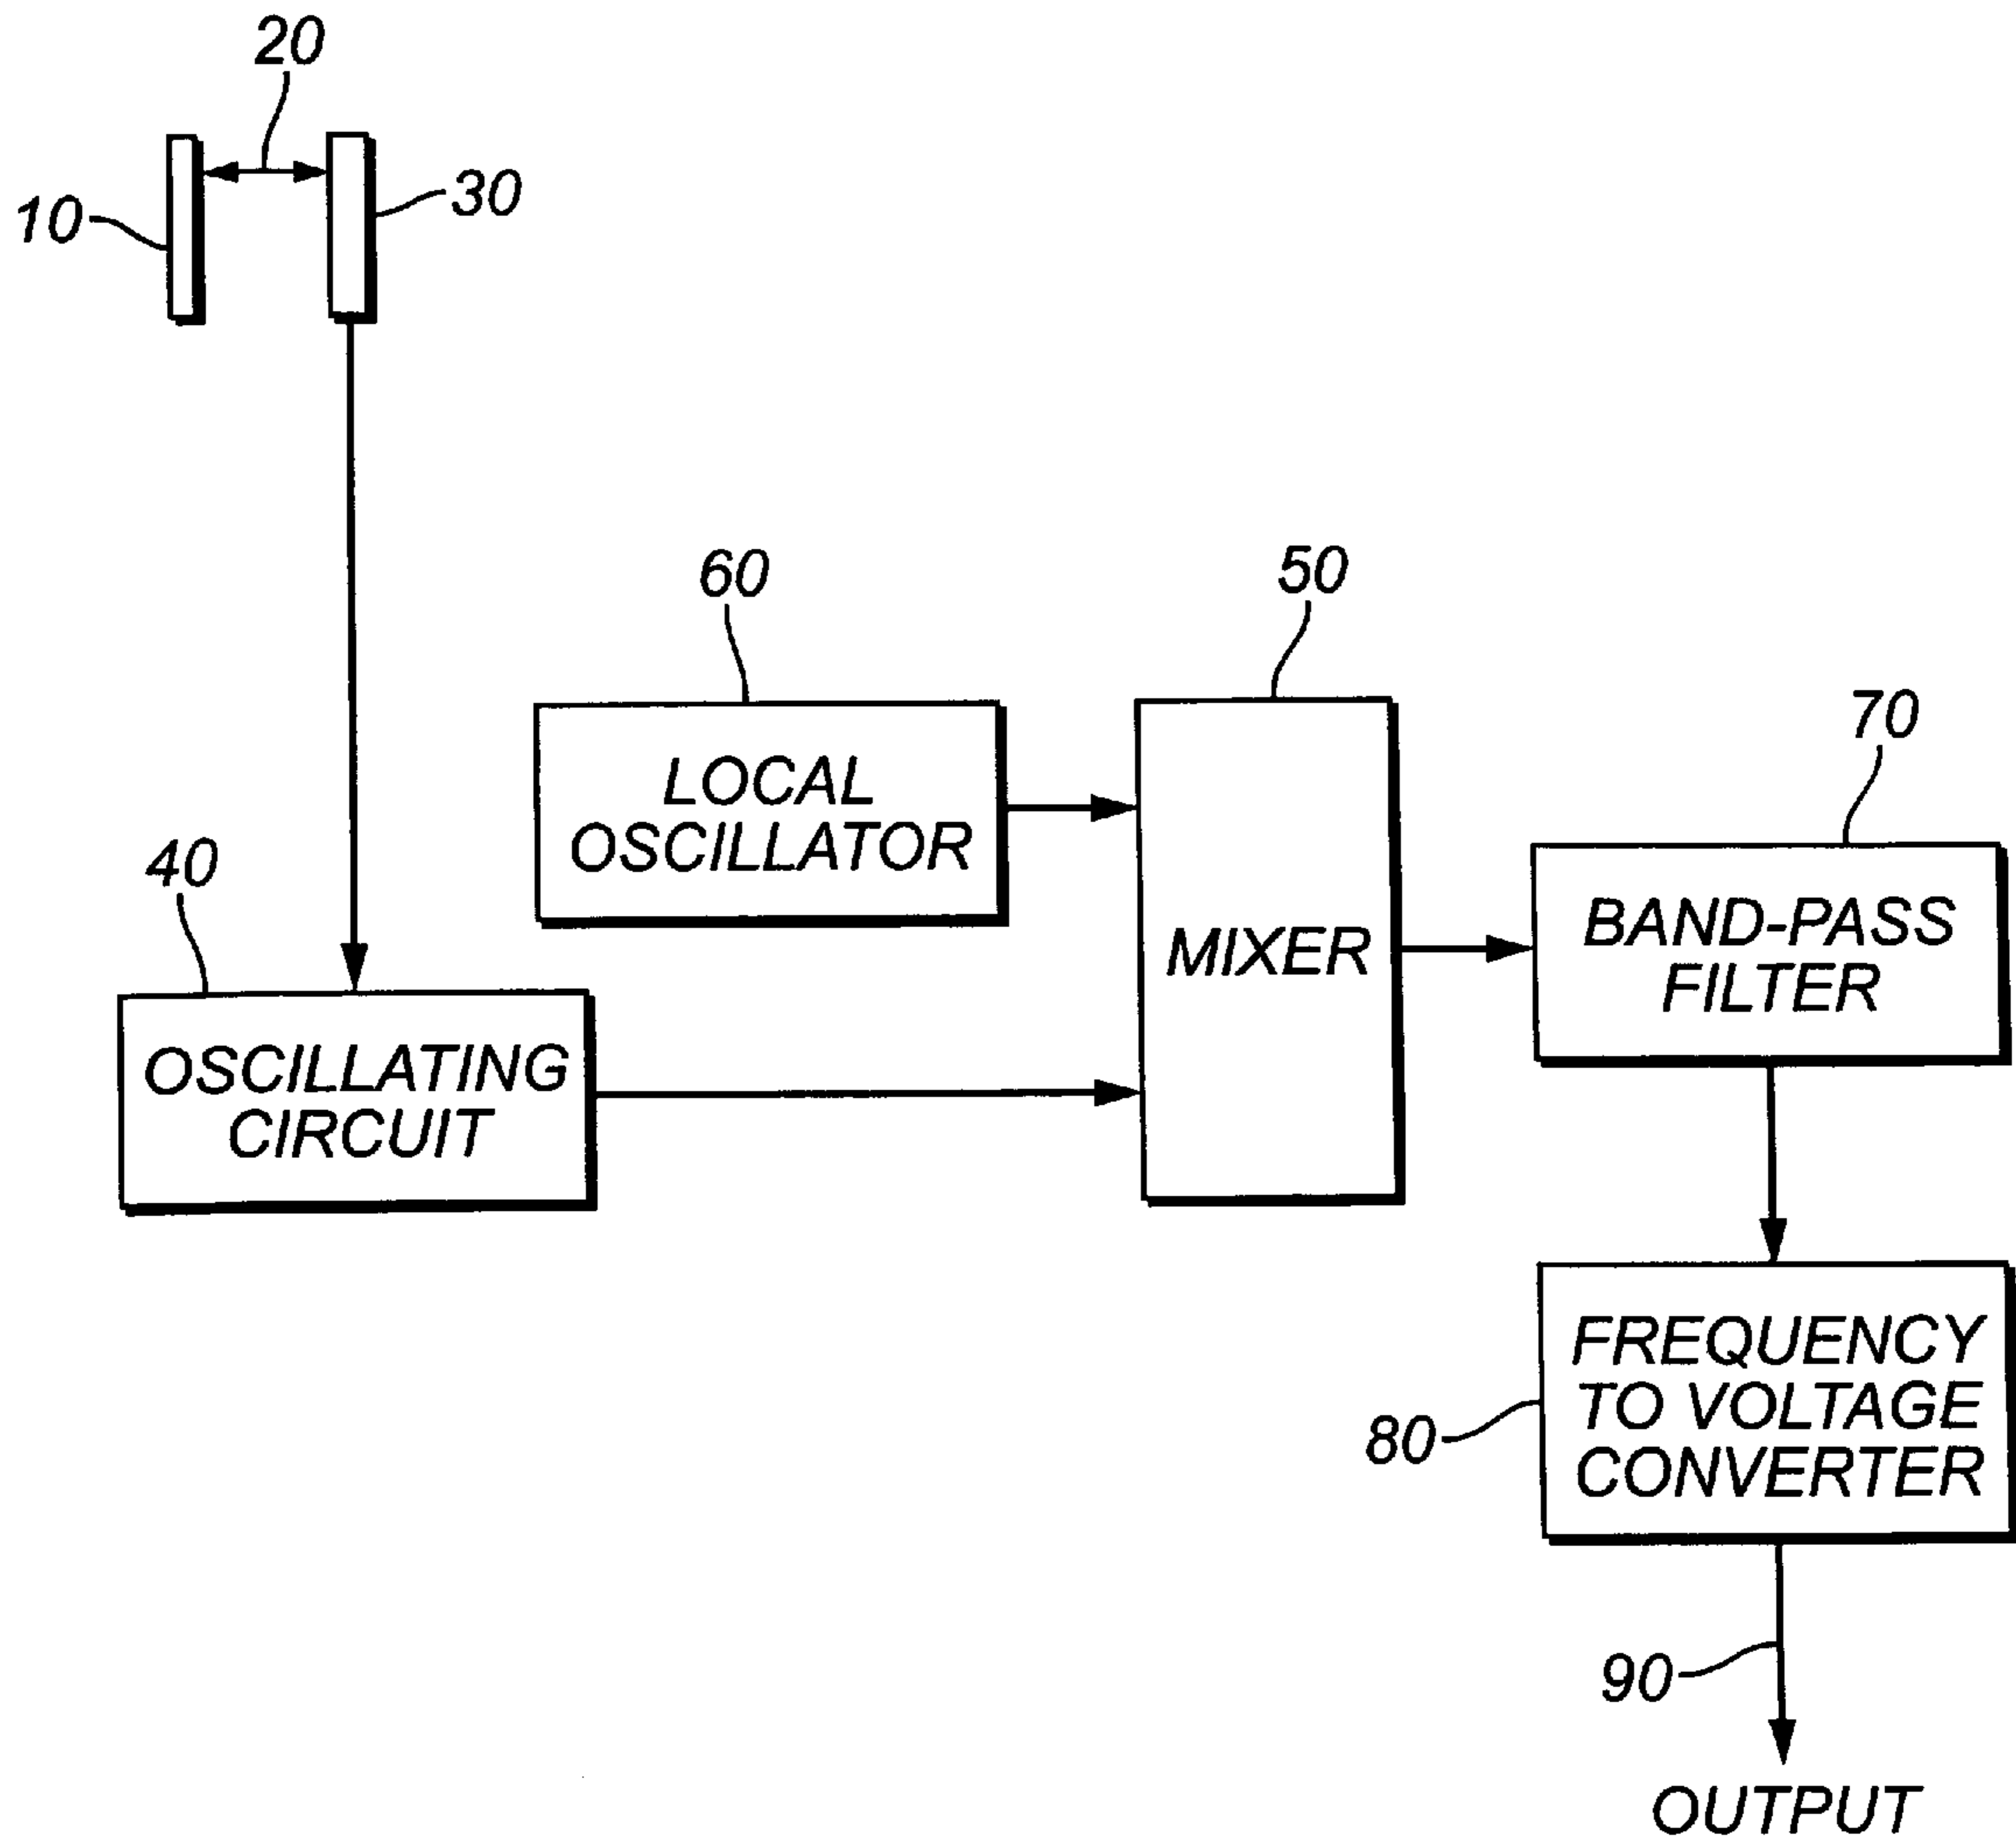 20
10
30
60
50
70
LOCAL
OSCILLATOR
40
MIXER
BAND-PASS
FILTER
OSCILLATING
CIRCUIT
FREQUENCY
TO VOLTAGE
CONVERTER
80
90
OUTPUT